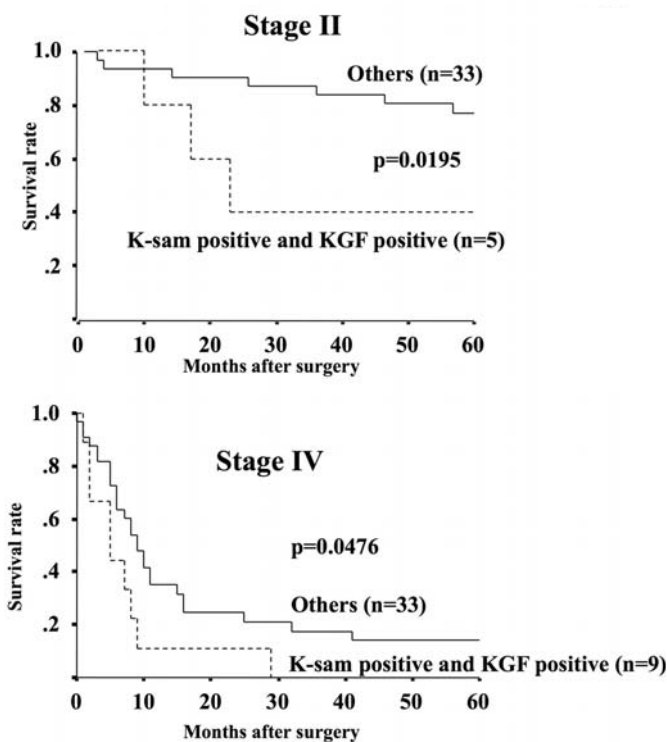 Stage II
1.0
.8
.6
.4
.2
Survival rate
Others (n=33)
p=0.0195
K-sam positive and KGF positive (n=5)
0 10 20 30 40 50 60
Months after surgery
Stage IV
1.0
.8
.6
.4
.2
Survival rate
p=0.0476
Others (n=33)
K-sam positive and KGF positive (n=9)
0 10 20 30 40 50 60
Months after surgery